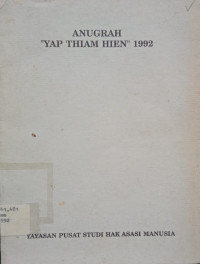 ANUGRAH
"YAP THIAM HIEN" 1992
YAYASAN PUSAT STUDI HAK ASASI MANUSIA